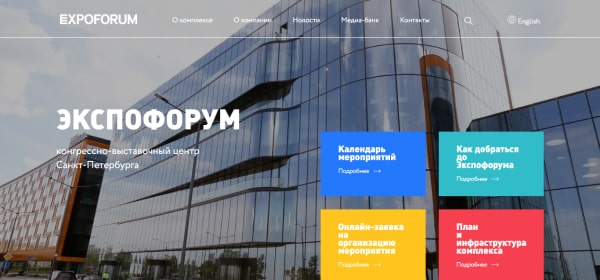 EXPOFORUM
О комплексе
О компании
Новости
Медиа-банк
Контакты
English
ЭКСПОФОРУМ
конгрессно-выставочный центр
Санкт-Петербурга
Календарь
мероприятий
Подробнее →
Как добраться
до
Экспофорума
Подробнее →
Онлайн-заявка
на
организацию
мероприятия
Подробнее →
План
и
инфраструктура
комплекса
Подробнее →